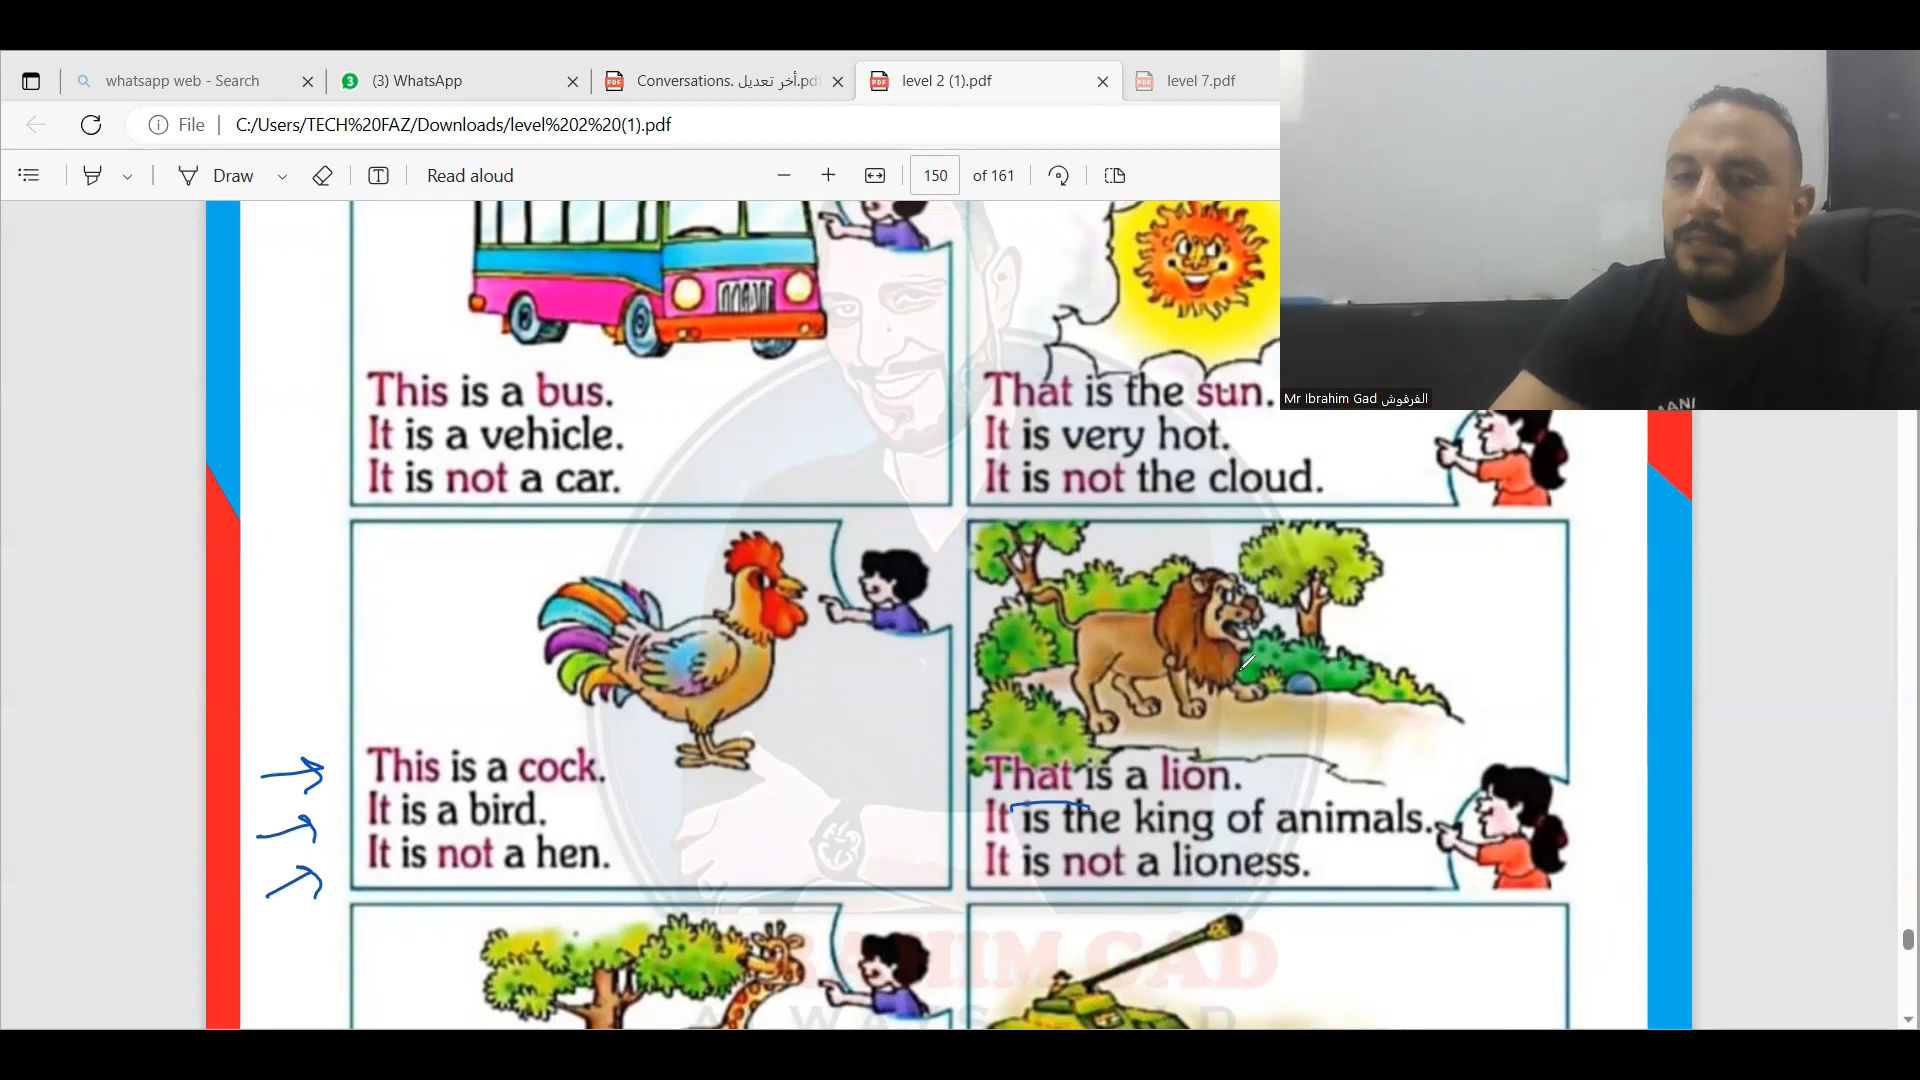 whatsapp web - Search
(3) WhatsApp
Conversations. أخر تعديل.pdf
level 2 (1).pdf
level 7.pdf
File
C:/Users/TECH%20FAZ/Downloads/level%202%20(1).pdf
Draw
Read aloud
150 of 161
This is a bus.
It is a vehicle.
It is not a car.
That is the sun.
It is very hot.
It is not the cloud.
Mr Ibrahim Gad الفرفوش
This is a cock.
It is a bird.
It is not a hen.
That is a lion.
It is the king of animals.
It is not a lioness.